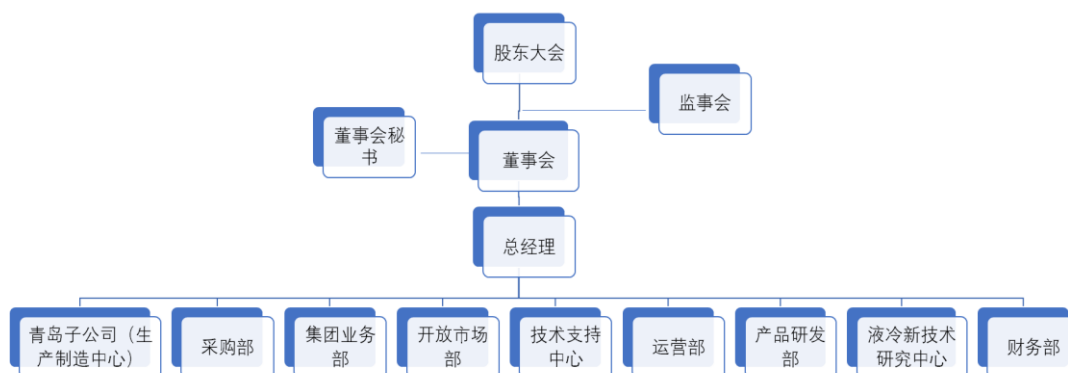 股东大会
监事会
董事会秘
书
董事会
总经理
青岛子公司（生
产制造中心）
采购部
集团业务
部
开放市场
部
技术支持
中心
运营部
产品研发
部
液冷新技术
研究中心
财务部